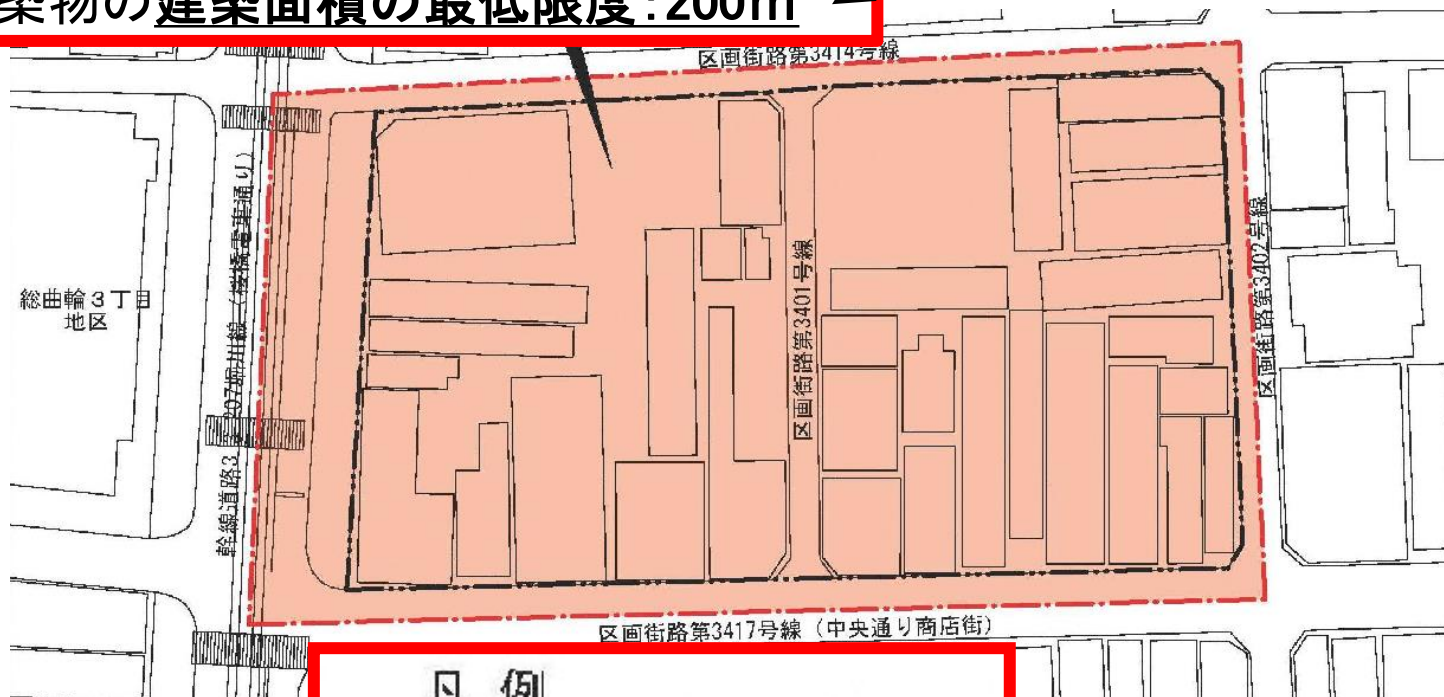 築物の建築面積の最低限度：200㎡
区画街路第3414号線
総曲輪３丁目
地区
幹線道路3 207堀川線（桜橋電車通り）
区画街路第3401号線
区画街路第3402号線
区画街路第3417号線（中央通り商店街）
凡 例